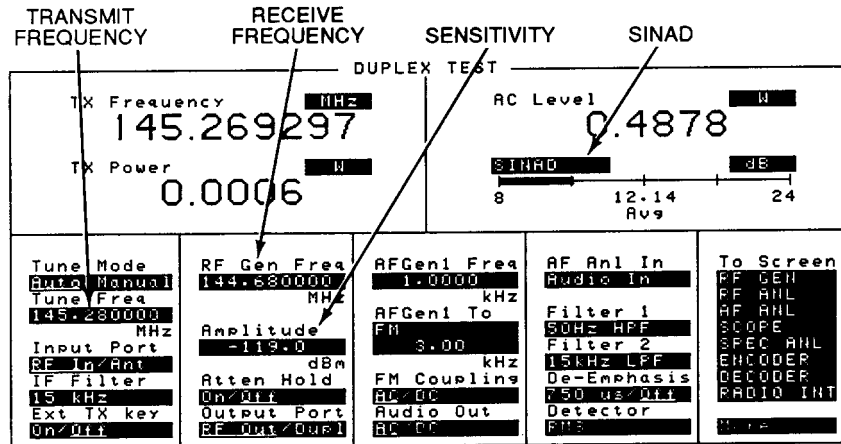 TRANSMIT
FREQUENCY
RECEIVE
FREQUENCY
SENSITIVITY
SINAD
DUPLEX TEST
TX Frequency
MHz
145.269297
TX Power
W
0.0006
AC Level
W
0.4878
SINAD
dB
8
12.14
24
Avg
Tune Mode
Auto/Manual
Tune Freq
145.280000
MHz
Input Port
RF In/Ant
IF Filter
15 kHz
Ext TX key
On/Off
RF Gen Freq
144.680000
MHz
Amplitude
-119.0
dBm
Atten Hold
On/Off
Output Port
RF Out/Dupl
AFGen1 Freq
1.0000
kHz
AFGen1 To
FM
3.00
kHz
FM Coupling
AC/DC
Audio Out
AC/DC
AF Anl In
Audio In
Filter 1
50Hz HPF
Filter 2
15kHz LPF
De-Emphasis
750 us/Off
Detector
RMS
To Screen
RF GEN
RF ANL
AF ANL
SCOPE
SPEC ANL
ENCODER
DECODER
RADIO INT
More